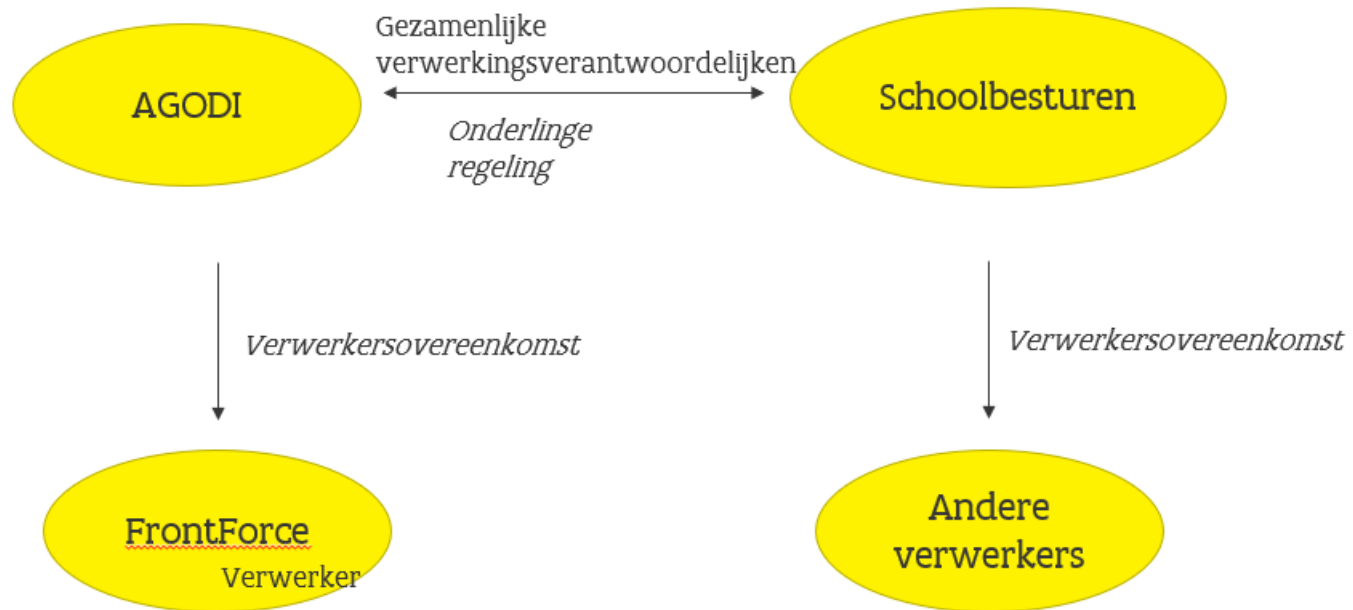 Gezamenlijke
verwerkingsverantwoordelijken
AGODI
Schoolbesturen
Onderlinge
regeling
Verwerkersovereenkomst
Verwerkersovereenkomst
FrontForce
Verwerker
Andere
verwerkers